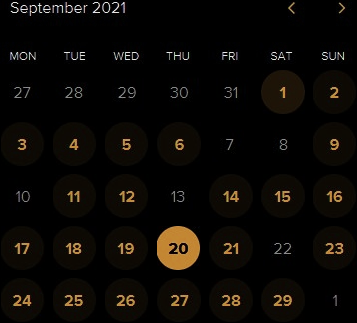 September 2021
MON TUE WED THU FRI SAT SUN
27 28 29 30 31 1 2
3 4 5 6 7 8 9
10 11 12 13 14 15 16
17 18 19 20 21 22 23
24 25 26 27 28 29 1